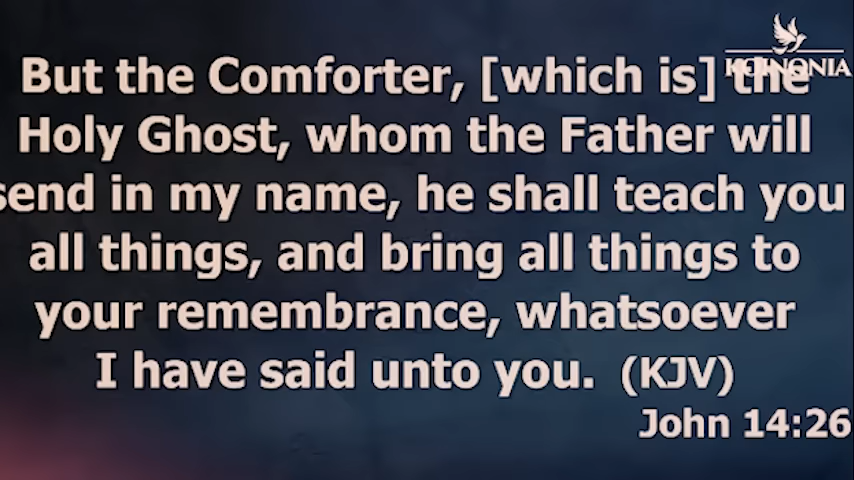 But the Comforter, [which is] the
KOINONIA
Holy Ghost, whom the Father will
send in my name, he shall teach you
all things, and bring all things to
your remembrance, whatsoever
I have said unto you. (KJV)
John 14:26